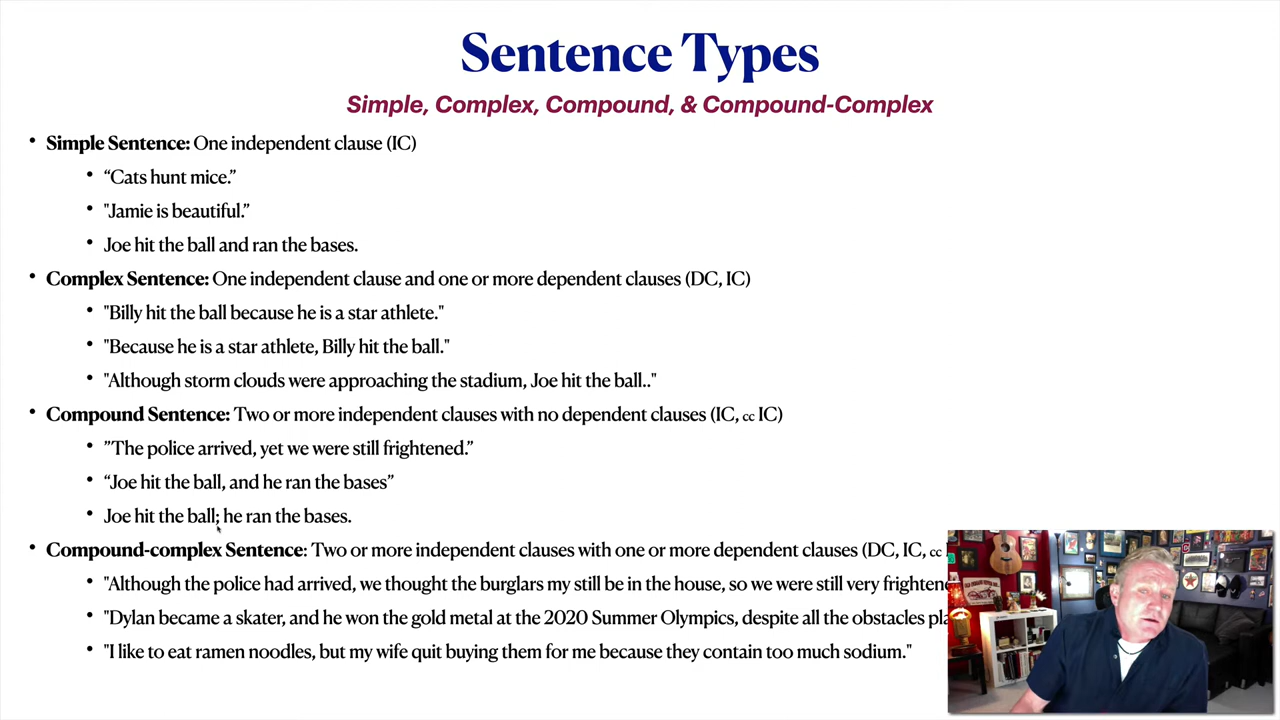 Sentence Types
Simple, Complex, Compound, & Compound-Complex
• Simple Sentence: One independent clause (IC)
• “Cats hunt mice.”
• "Jamie is beautiful.”
• Joe hit the ball and ran the bases.
• Complex Sentence: One independent clause and one or more dependent clauses (DC, IC)
• "Billy hit the ball because he is a star athlete."
• "Because he is a star athlete, Billy hit the ball."
• "Although storm clouds were approaching the stadium, Joe hit the ball.."
• Compound Sentence: Two or more independent clauses with no dependent clauses (IC, cc IC)
• ”The police arrived, yet we were still frightened.”
• “Joe hit the ball, and he ran the bases”
• Joe hit the ball; he ran the bases.
• Compound-complex Sentence: Two or more independent clauses with one or more dependent clauses (DC, IC, cc
• "Although the police had arrived, we thought the burglars my still be in the house, so we were still very
• "Dylan became a skater, and he won the gold metal at the 2020 Summer Olympics, despite all the obstacles
• "I like to eat ramen noodles, but my wife quit buying them for me because they contain too much sodium."